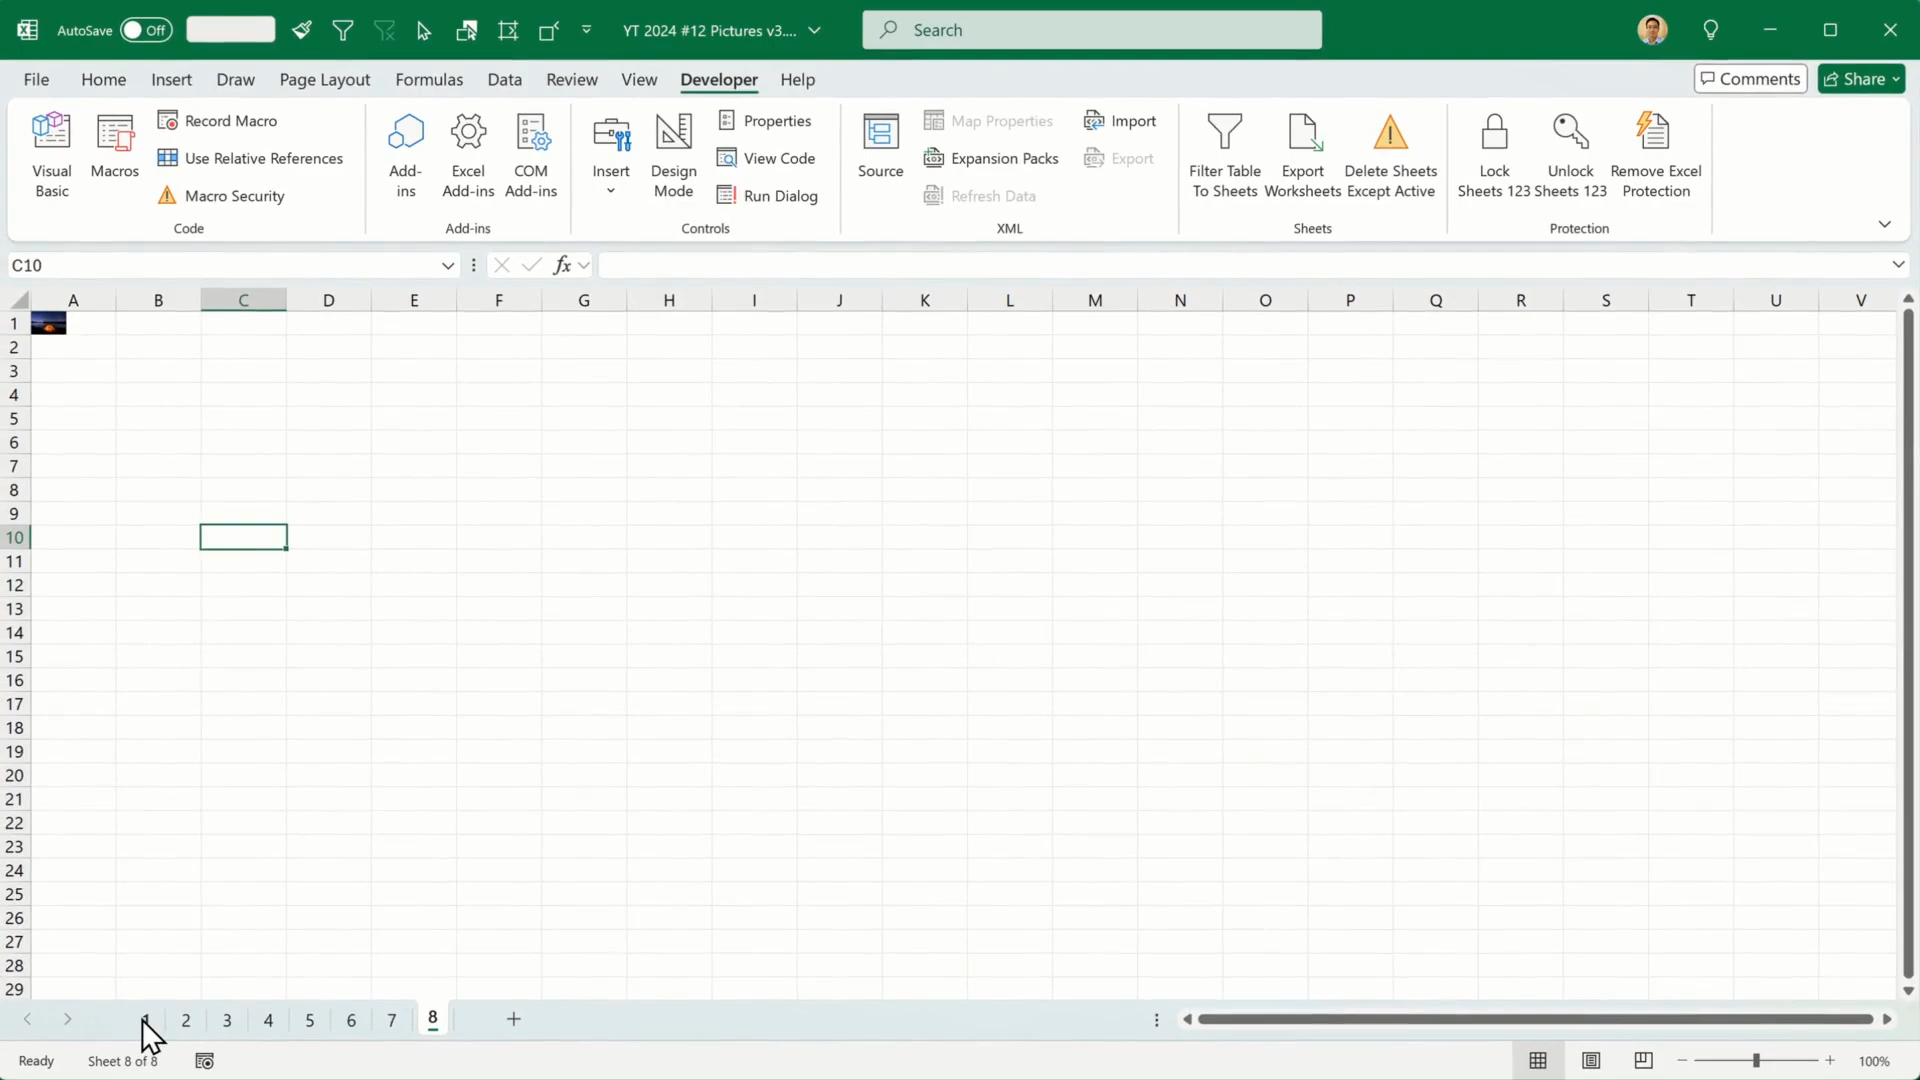 AutoSave Off YT 2024 #12 Pictures v3.... Search
File Home Insert Draw Page Layout Formulas Data Review View Developer Help Comments Share
Visual Basic
Macros
Record Macro
Use Relative References
Macro Security
Code
Add-ins
Excel Add-ins
COM Add-ins
Add-ins
Insert
Design Mode
Properties
View Code
Run Dialog
Controls
Source
Map Properties
Expansion Packs
Refresh Data
Import
Export
XML
Filter Table To Sheets
Export Worksheets
Delete Sheets Except Active
Sheets
Lock Sheets 123
Unlock Sheets 123
Remove Excel Protection
Protection
C10 fx
A B C D E F G H I J K L M N O P Q R S T U V
1
2
3
4
5
6
7
8
9
10
11
12
13
14
15
16
17
18
19
20
21
22
23
24
25
26
27
28
29
1 2 3 4 5 6 7 8
Ready Sheet 8 of 8 100%